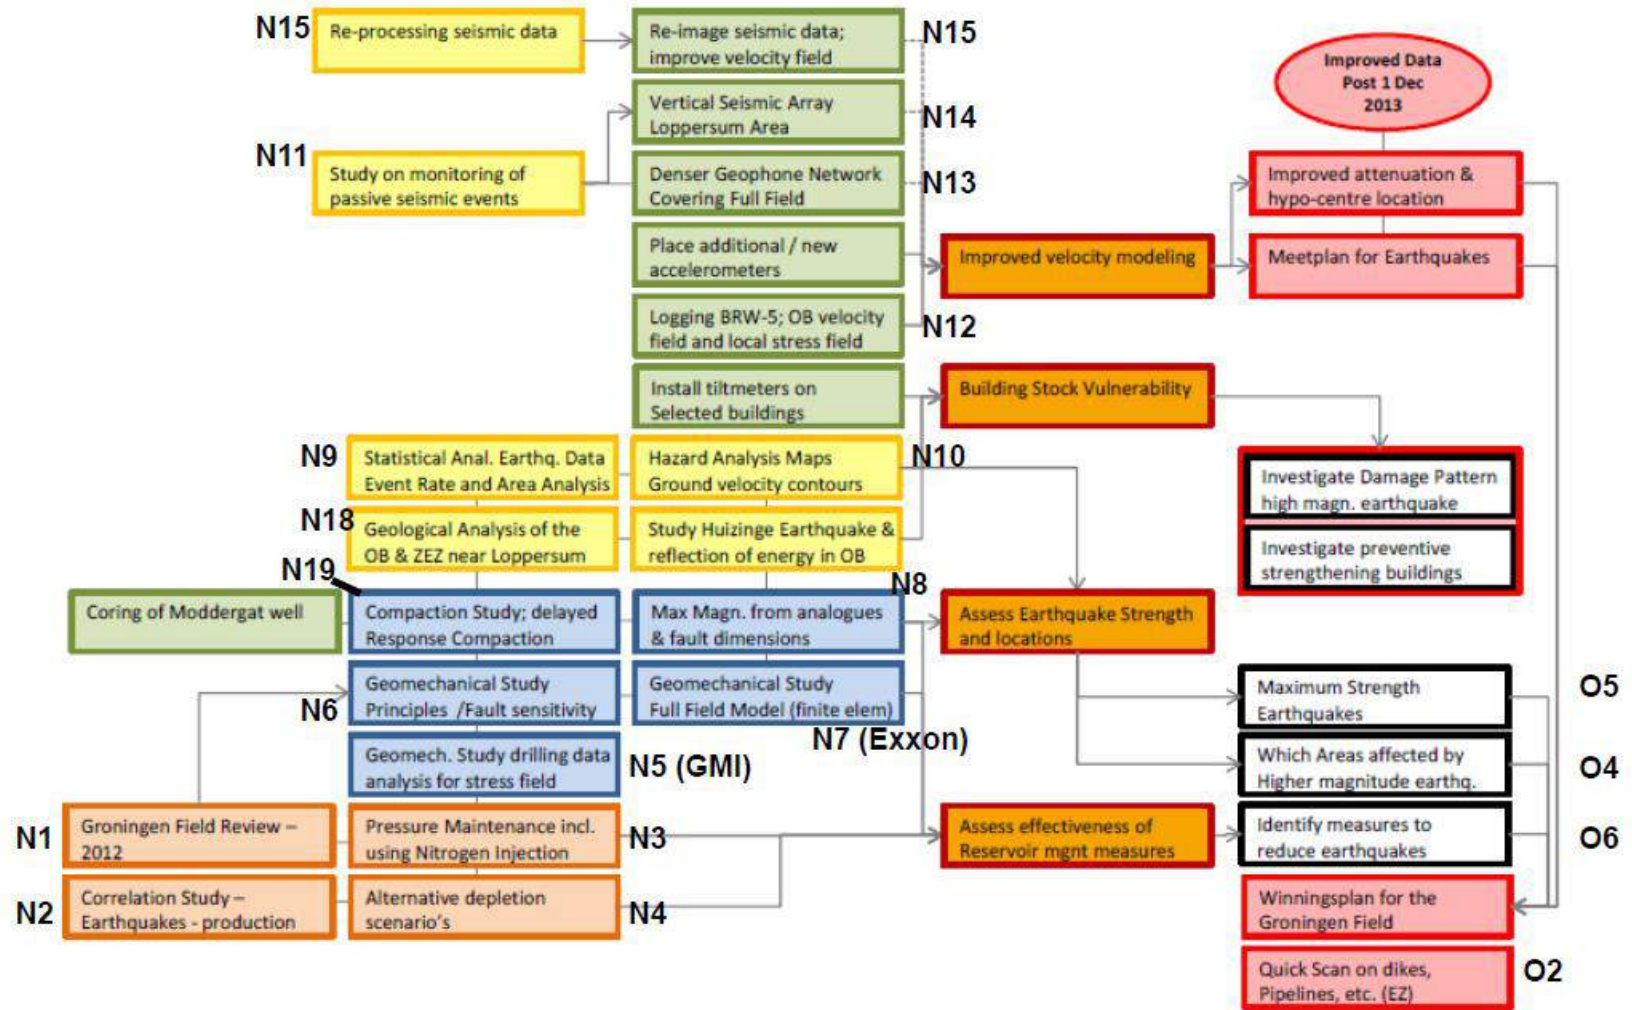 N15
Re-processing seismic data
Re-image seismic data;
improve velocity field
N15
Improved Data
Post 1 Dec
2013
Vertical Seismic Array
Loppersum Area
N14
N11
Study on monitoring of
passive seismic events
Denser Geophone Network
Covering Full Field
N13
Improved attenuation &
hypo-centre location
Place additional / new
accelerometers
Improved velocity modeling
Meetplan for Earthquakes
Logging BRW-5; OB velocity
field and local stress field
N12
Install tiltmeters on
Selected buildings
Building Stock Vulnerability
N9
Statistical Anal. Earthq. Data
Event Rate and Area Analysis
Hazard Analysis Maps
Ground velocity contours
N10
Investigate Damage Pattern
high magn. earthquake
N18
Geological Analysis of the
OB & ZEZ near Loppersum
Study Huizinge Earthquake &
reflection of energy in OB
Investigate preventive
strengthening buildings
N19
N8
Coring of Moddergat well
Compaction Study; delayed
Response Compaction
Max Magn. from analogues
& fault dimensions
Assess Earthquake Strength
and locations
N6
Geomechanical Study
Principles /Fault sensitivity
Geomechanical Study
Full Field Model (finite elem)
Maximum Strength
Earthquakes
O5
N7 (Exxon)
Geomech. Study drilling data
analysis for stress field
N5 (GMI)
Which Areas affected by
Higher magnitude earthq.
O4
N1
Groningen Field Review –
2012
Pressure Maintenance incl.
using Nitrogen Injection
N3
Assess effectiveness of
Reservoir mgnt measures
Identify measures to
reduce earthquakes
O6
N2
Correlation Study –
Earthquakes - production
Alternative depletion
scenario's
N4
Winningsplan for the
Groningen Field
Quick Scan on dikes,
Pipelines, etc. (EZ)
O2